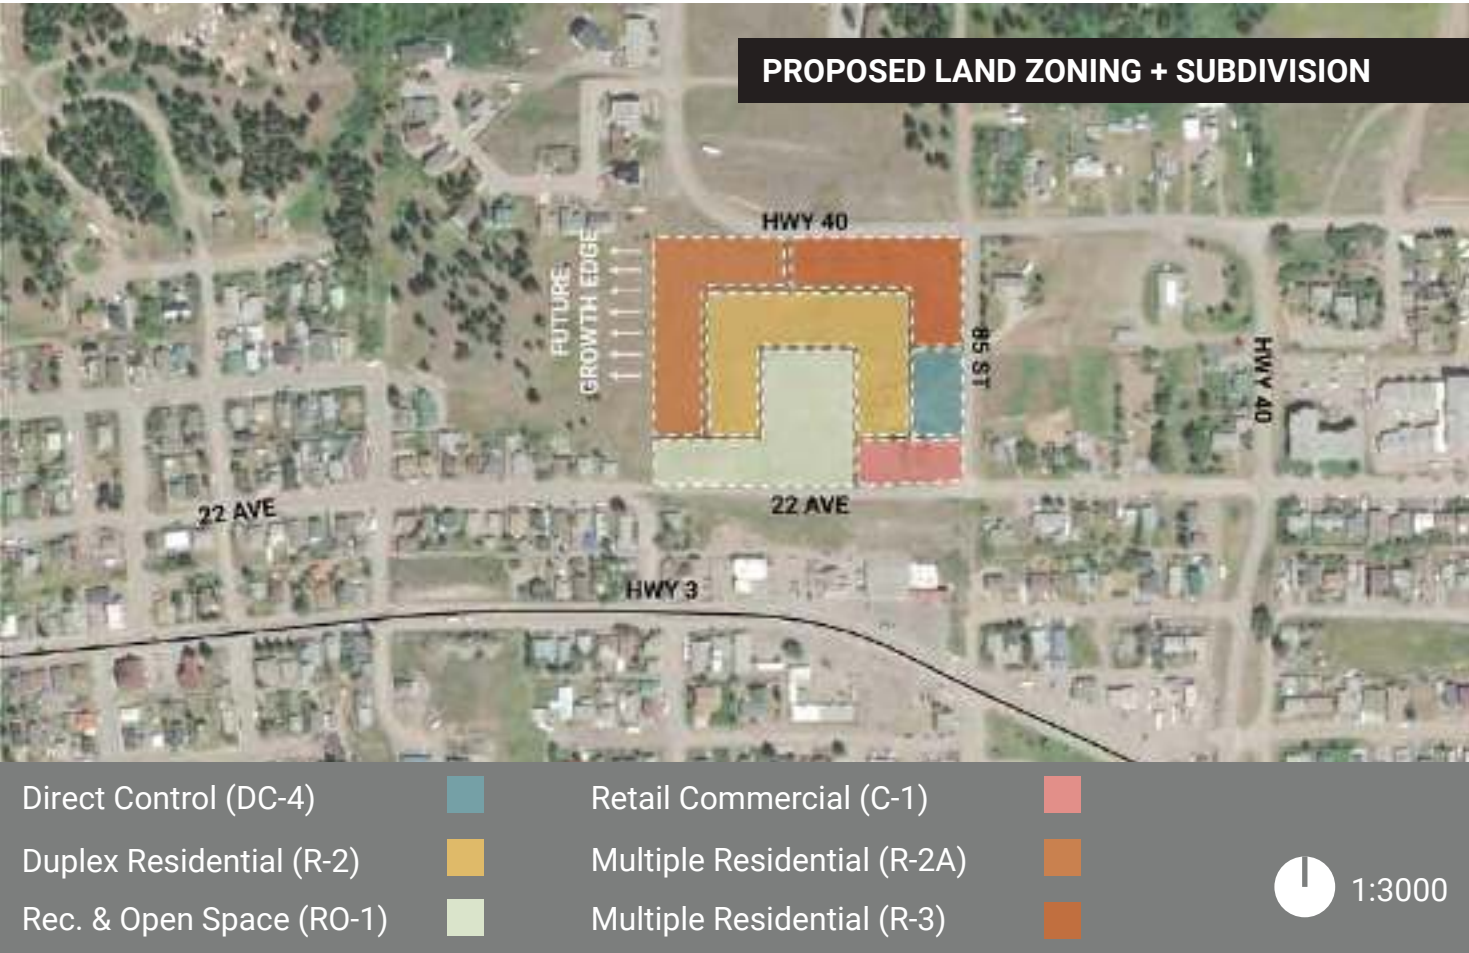 PROPOSED LAND ZONING + SUBDIVISION
HWY 40
FUTURE
GROWTH EDGE
85 ST
HWY 40
22 AVE
22 AVE
HWY 3
Direct Control (DC-4)
Retail Commercial (C-1)
Duplex Residential (R-2)
Multiple Residential (R-2A)
Rec. & Open Space (RO-1)
Multiple Residential (R-3)
1:3000